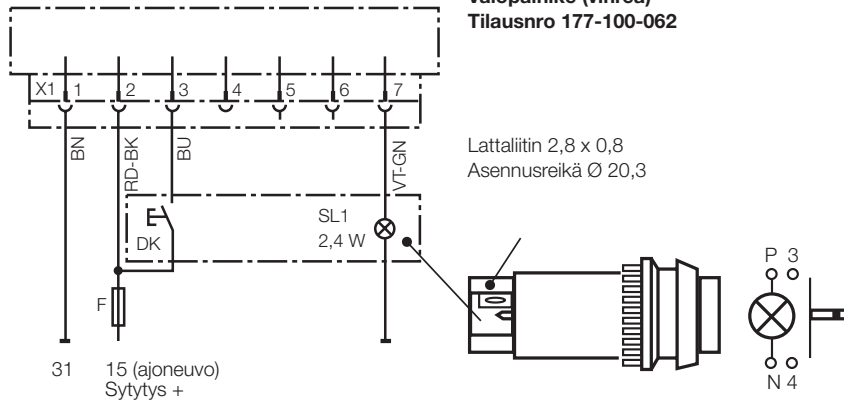 Valopainike (vihreä)
Tilausnro 177-100-062
X1 1 2 3 4 5 6 7
BN
RD-BK
BU
VT-GN
Lattaliitin 2,8 x 0,8
Asennusreikä Ø 20,3
DK
SL1
2,4 W
F
P 3
N 4
31
15 (ajoneuvo)
Sytytys +